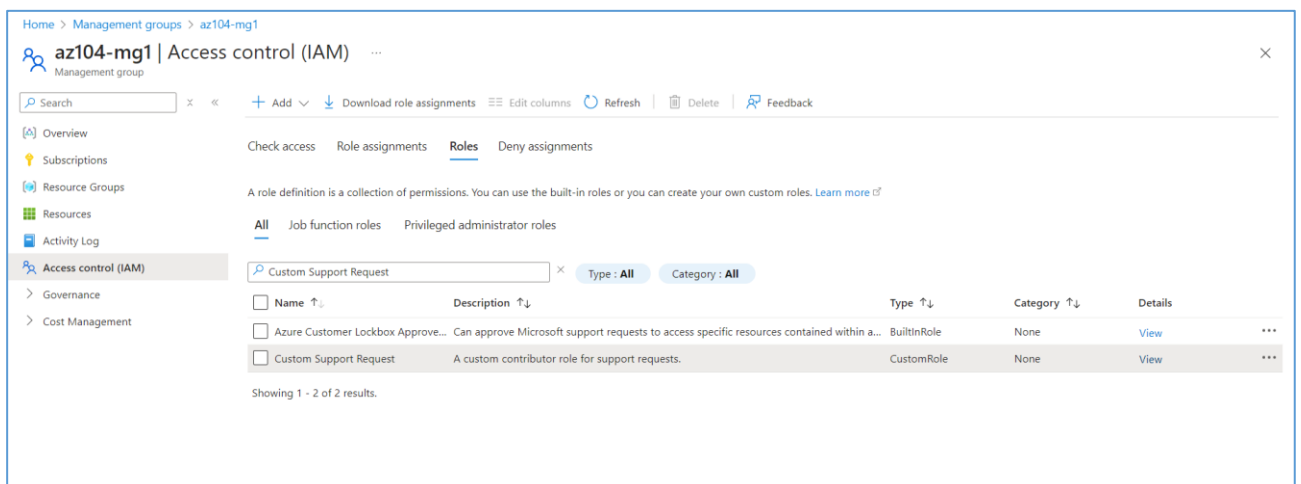 Home > Management groups > az104-mg1
az104-mg1 | Access control (IAM) ...
Management group
Search
+ Add Download role assignments Edit columns Refresh Delete Feedback
Overview
Subscriptions
Resource Groups
Resources
Activity Log
Access control (IAM)
Governance
Cost Management
Check access Role assignments Roles Deny assignments
A role definition is a collection of permissions. You can use the built-in roles or you can create your own custom roles. Learn more
All Job function roles Privileged administrator roles
Custom Support Request Type : All Category : All
Name Description Type Category Details
Azure Customer Lockbox Approve... Can approve Microsoft support requests to access specific resources contained within a... BuiltInRole None View ...
Custom Support Request A custom contributor role for support requests. CustomRole None View ...
Showing 1 - 2 of 2 results.